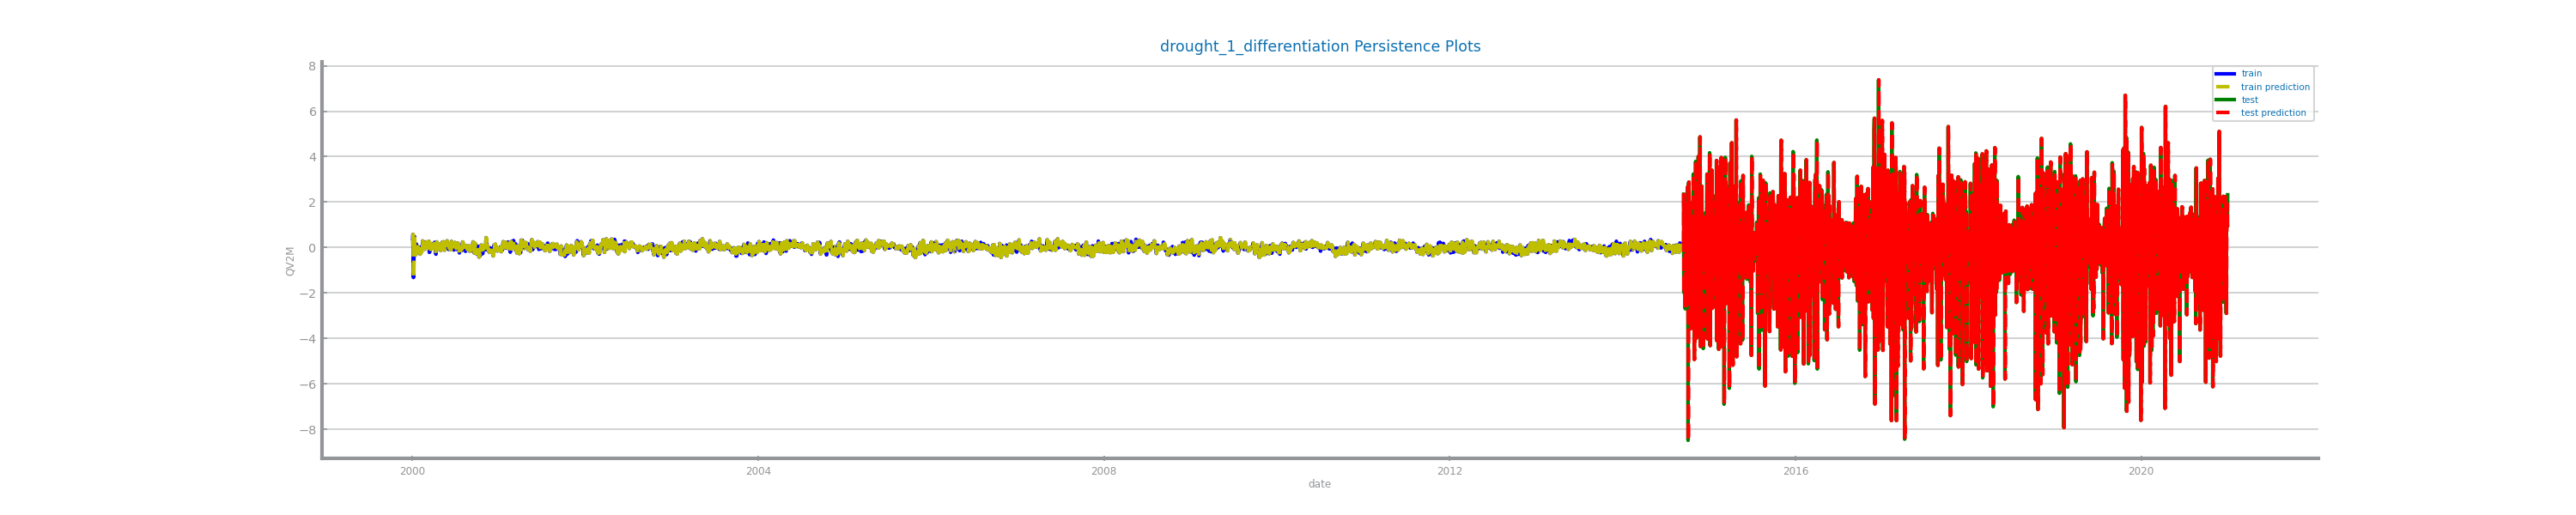 drought_1_differentiation Persistence Plots
8
6
4
2
0
−2
−4
−6
−8
QV2M
train
train prediction
test
test prediction
2000
2004
2008
2012
2016
2020
date